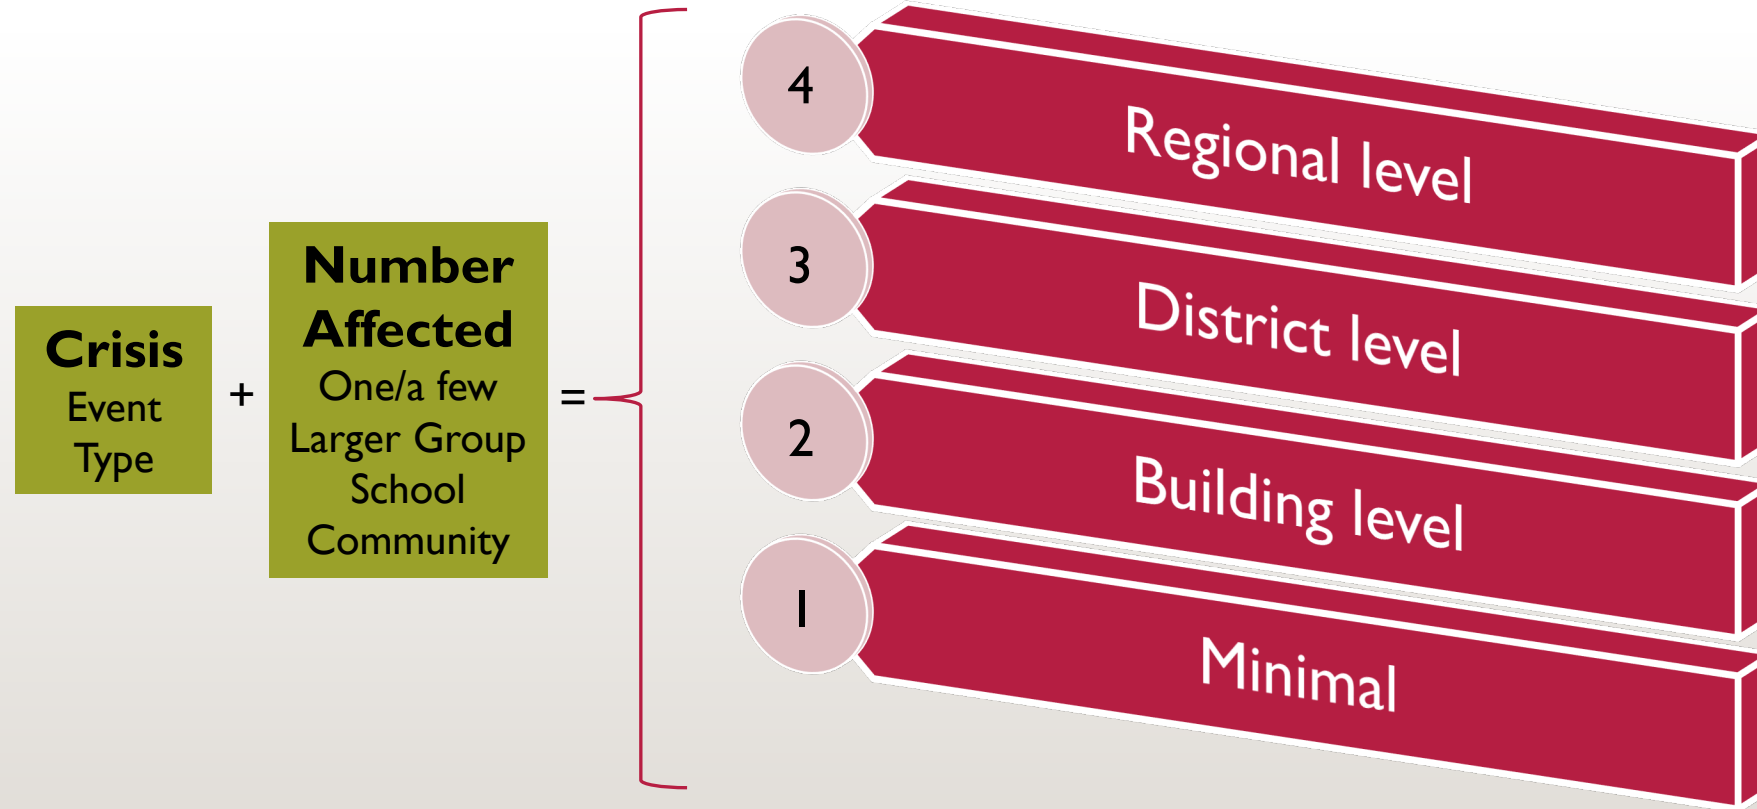 Crisis
Event
Type
+
Number
Affected
One/a few
Larger Group
School
Community
=
4
Regional level
3
District level
2
Building level
1
Minimal